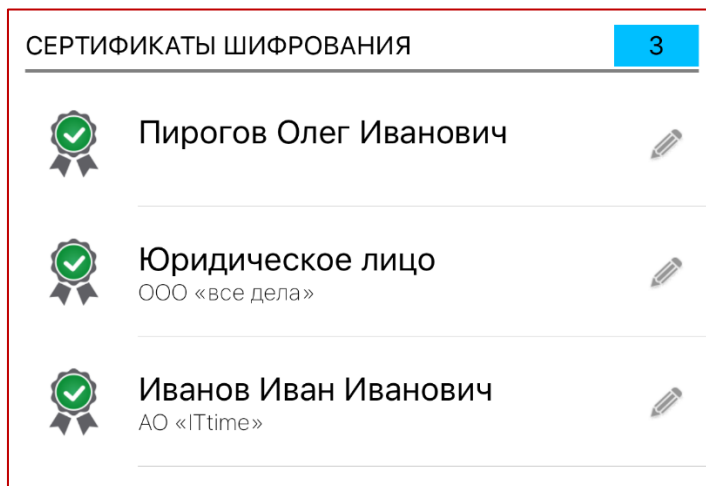 СЕРТИФИКАТЫ ШИФРОВАНИЯ 3
Пирогов Олег Иванович
Юридическое лицо
ООО «все дела»
Иванов Иван Иванович
АО «ITtime»